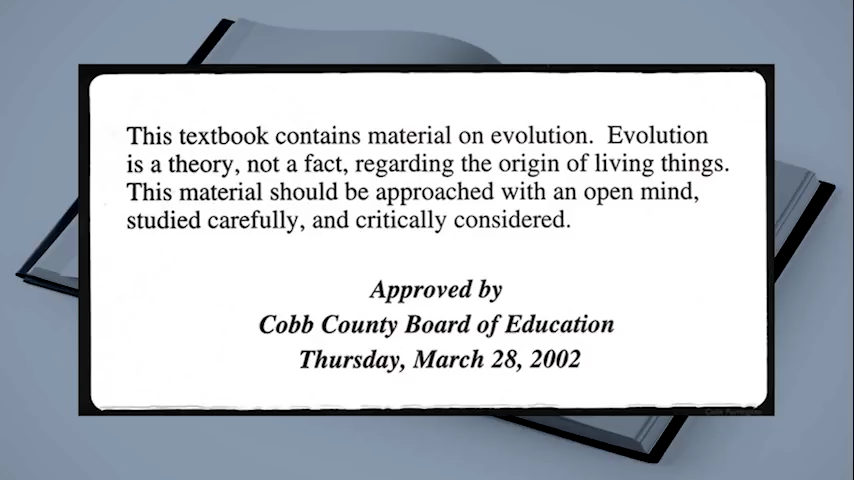 This textbook contains material on evolution. Evolution
is a theory, not a fact, regarding the origin of living things.
This material should be approached with an open mind,
studied carefully, and critically considered.
Approved by
Cobb County Board of Education
Thursday, March 28, 2002